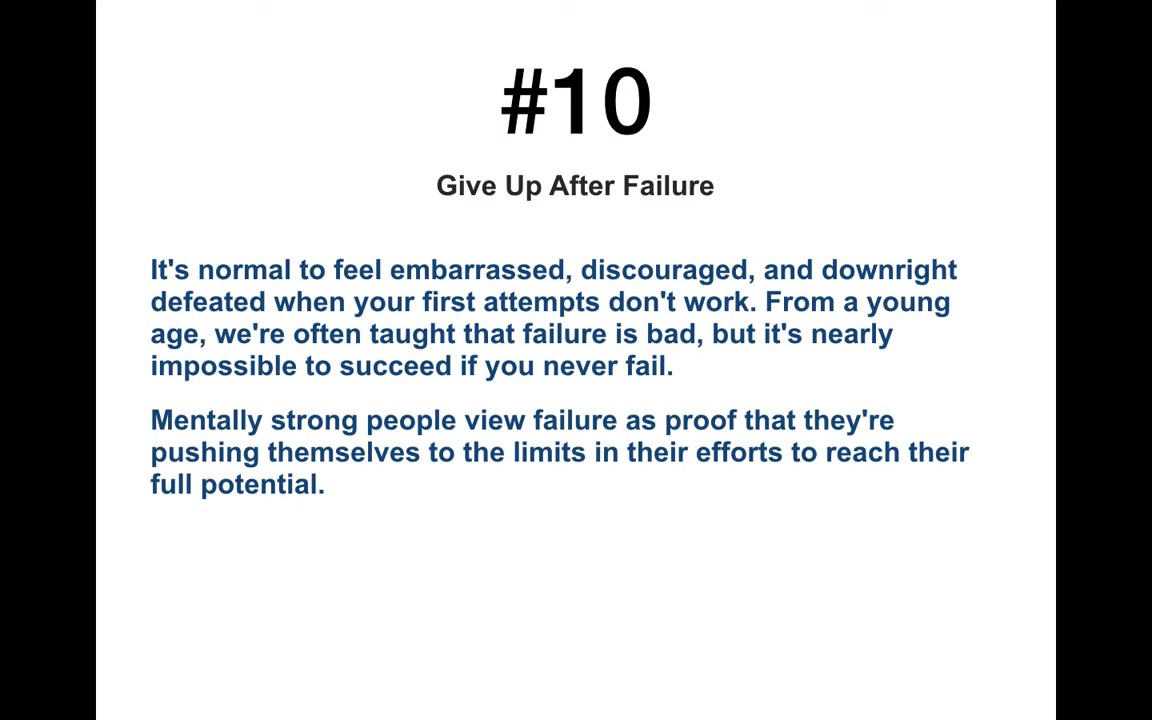 #10
Give Up After Failure
It's normal to feel embarrassed, discouraged, and downright
defeated when your first attempts don't work. From a young
age, we're often taught that failure is bad, but it's nearly
impossible to succeed if you never fail.
Mentally strong people view failure as proof that they're
pushing themselves to the limits in their efforts to reach their
full potential.